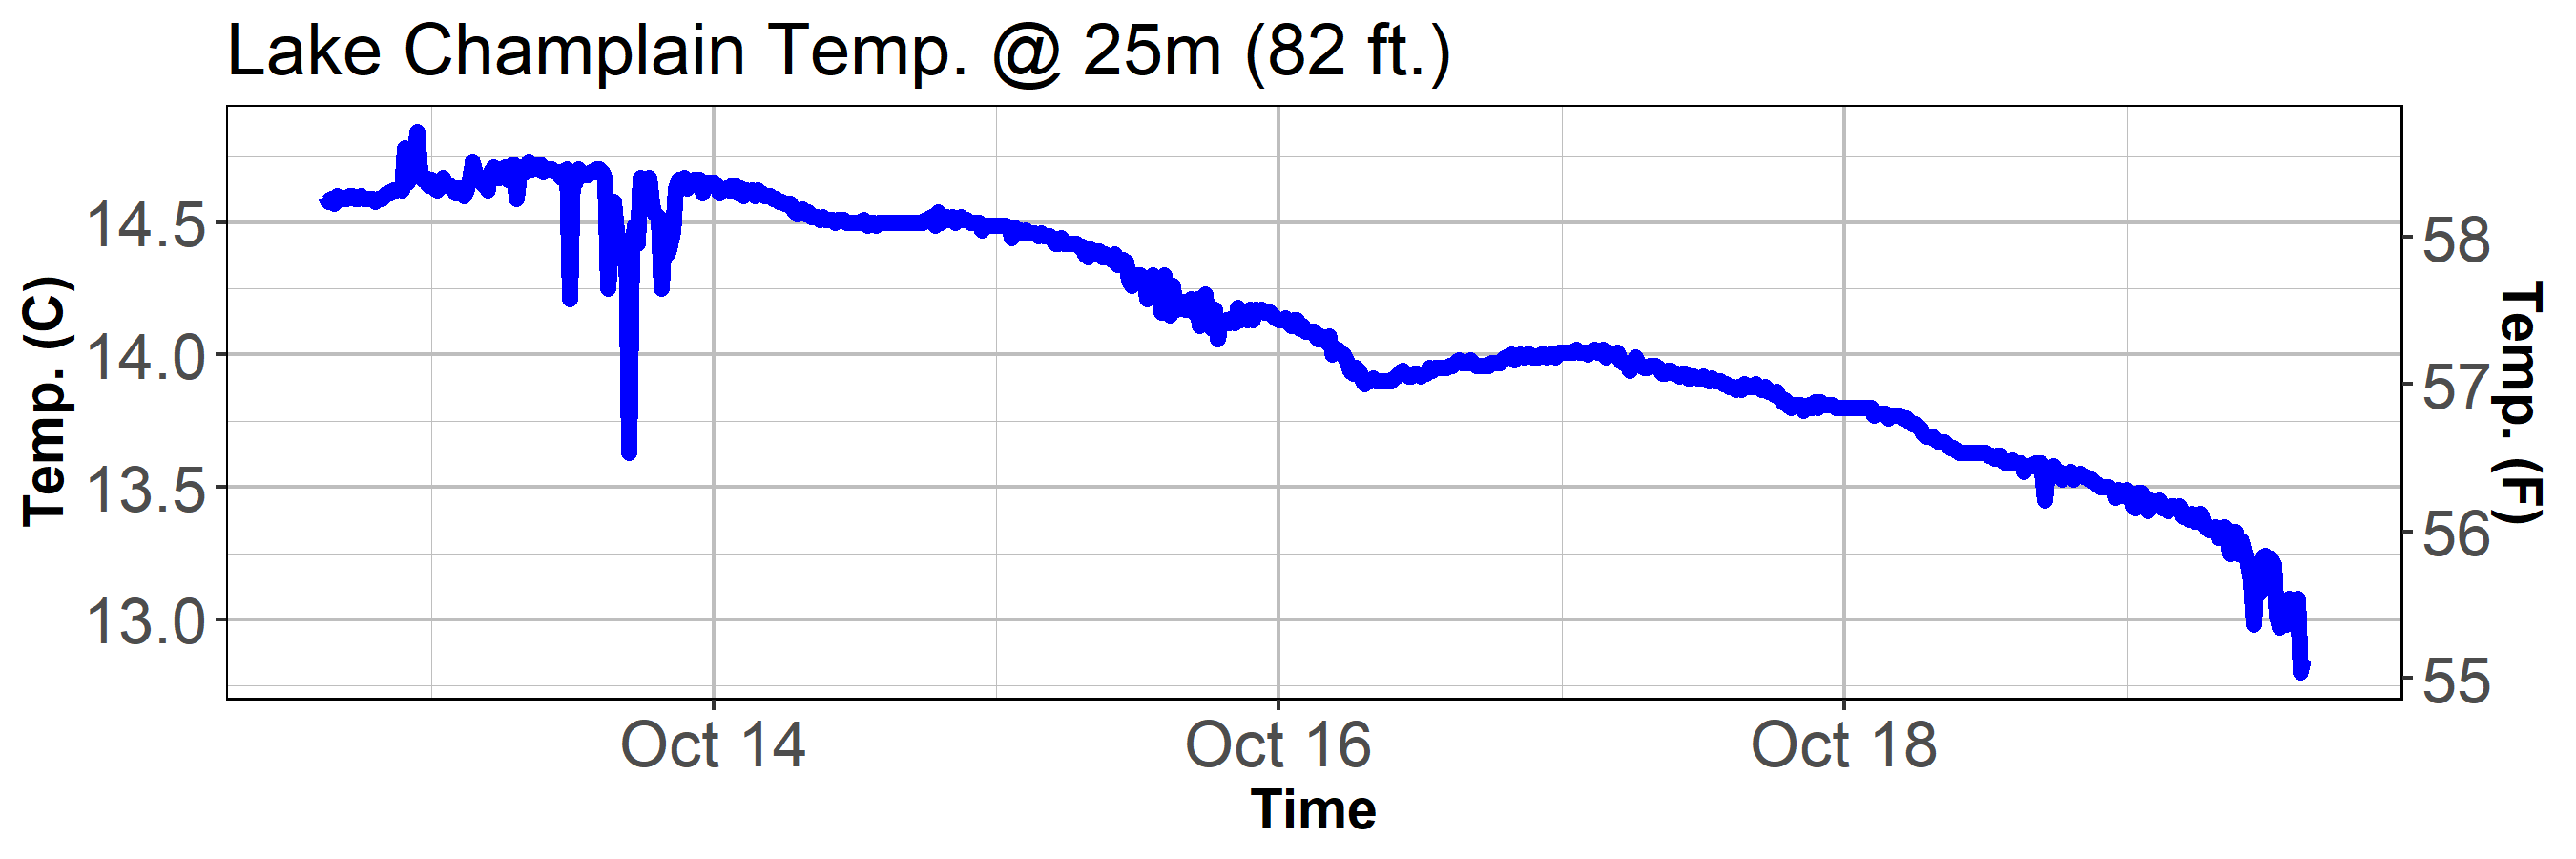 Lake Champlain Temp. @ 25m (82 ft.)
Temp. (C)
14.5
14.0
13.5
13.0
58
57
56
55
Temp. (F)
Oct 14 Oct 16 Oct 18
Time